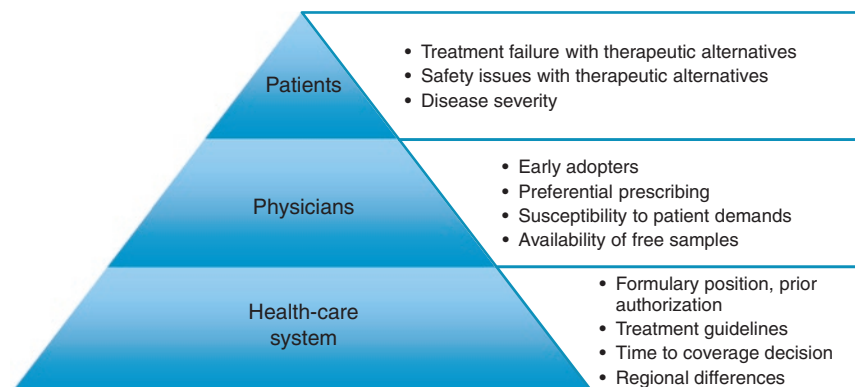 Patients
• Treatment failure with therapeutic alternatives
• Safety issues with therapeutic alternatives
• Disease severity
Physicians
• Early adopters
• Preferential prescribing
• Susceptibility to patient demands
• Availability of free samples
Health-care
system
• Formulary position, prior
authorization
• Treatment guidelines
• Time to coverage decision
• Regional differences